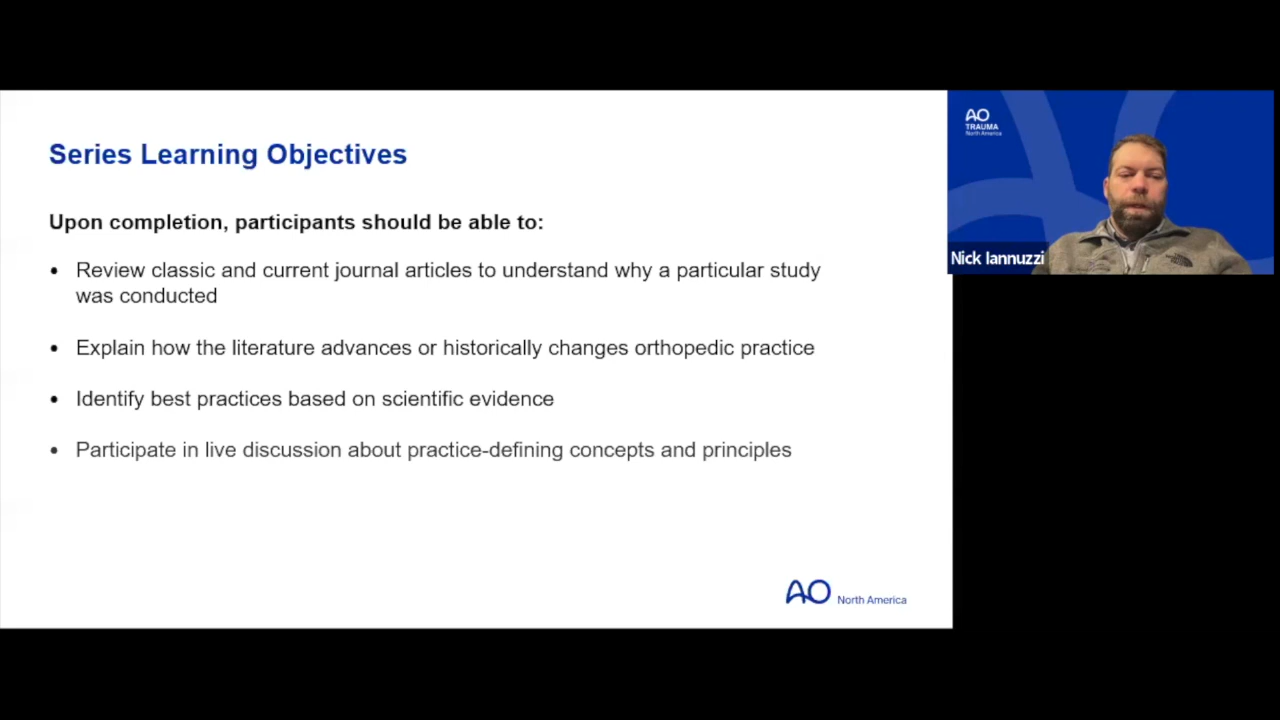 Series Learning Objectives
Upon completion, participants should be able to:
• Review classic and current journal articles to understand why a particular study
was conducted
• Explain how the literature advances or historically changes orthopedic practice
• Identify best practices based on scientific evidence
• Participate in live discussion about practice-defining concepts and principles
AO North America
AO
TRAUMA
North America
Nick Iannuzzi